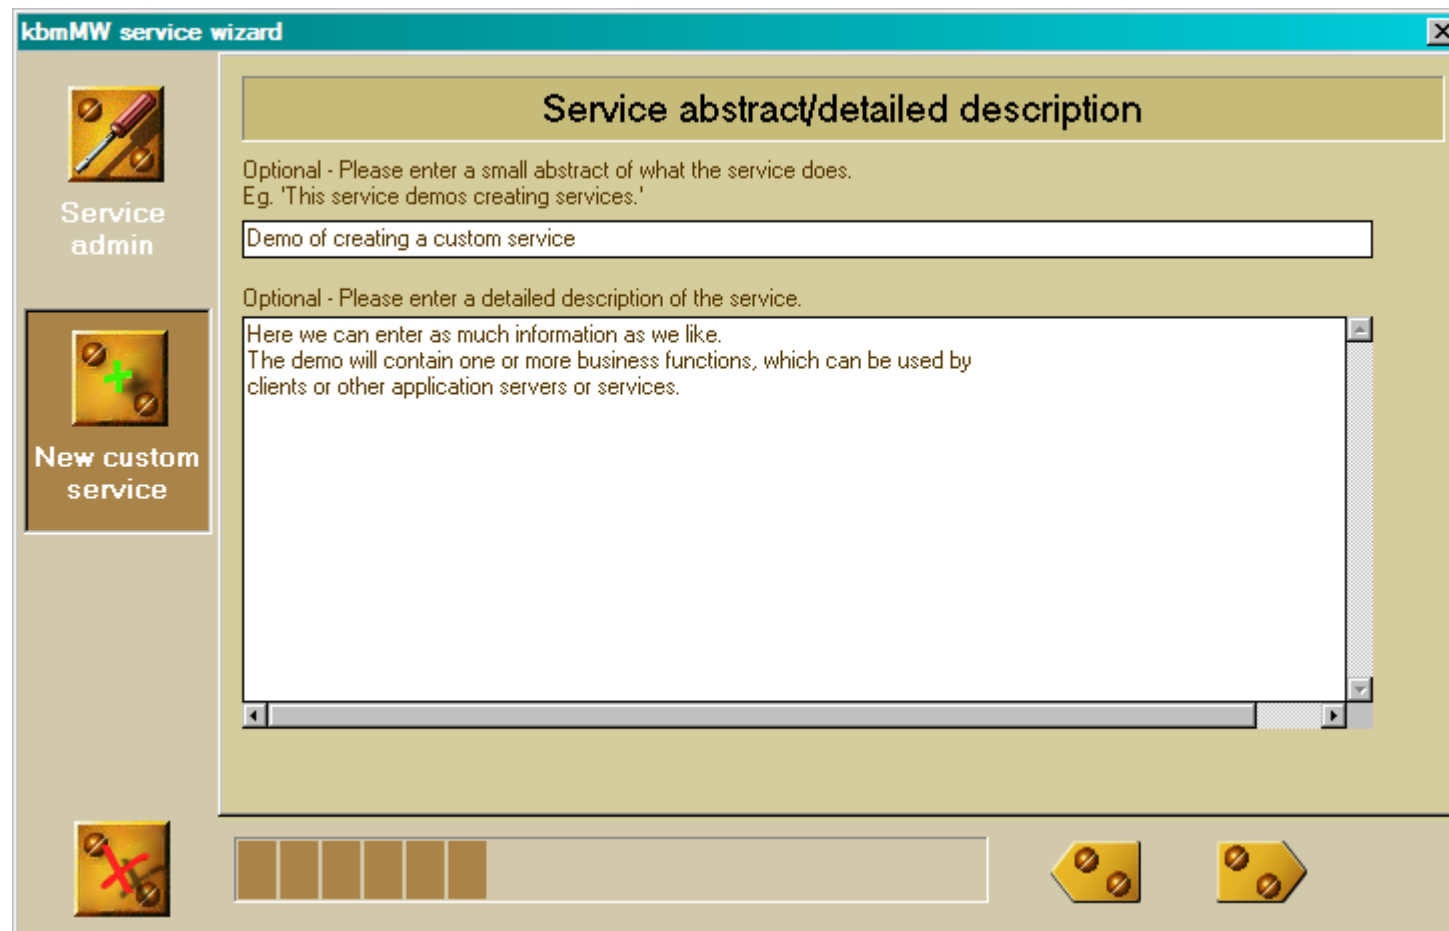 kbmMW service wizard
Service abstract/detailed description
Service
admin
Optional - Please enter a small abstract of what the service does.
Eg. 'This service demos creating services.'
Demo of creating a custom service
Optional - Please enter a detailed description of the service.
Here we can enter as much information as we like.
The demo will contain one or more business functions, which can be used by
clients or other application servers or services.
New custom
service